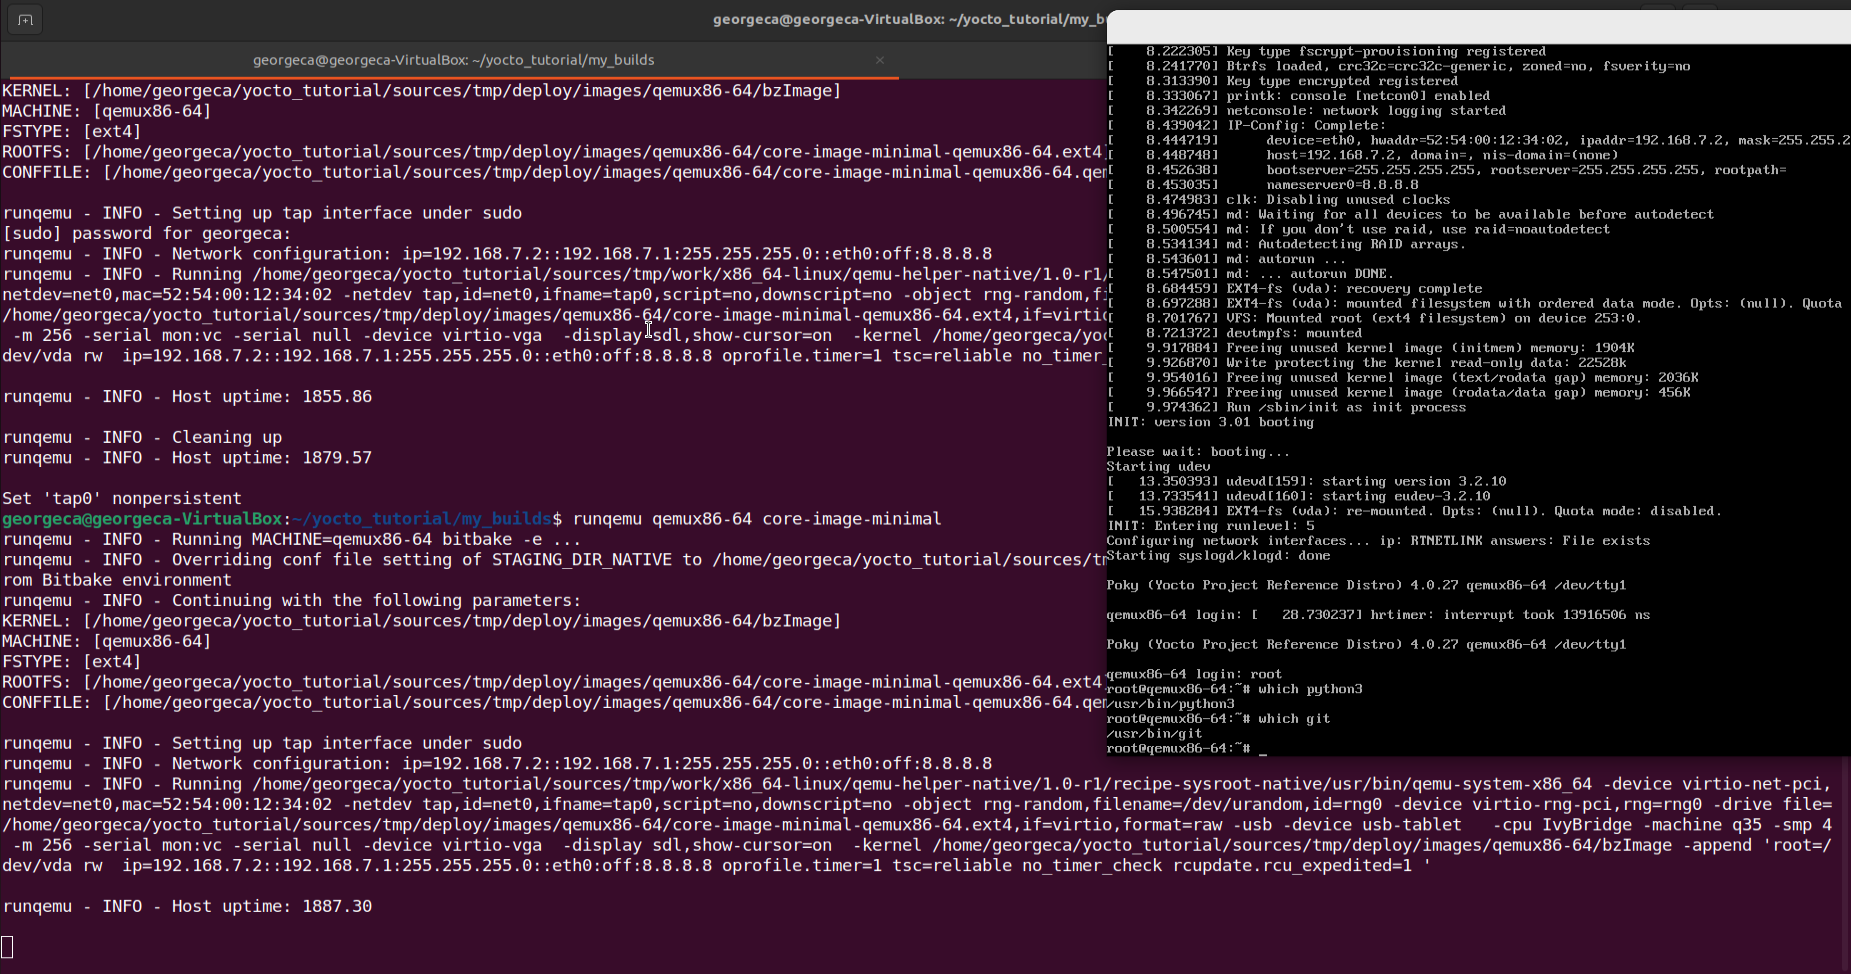 georgeca@georgeca-VirtualBox: ~/yocto_tutorial/my_b
georgeca@georgeca-VirtualBox: ~/yocto_tutorial/my_builds ×
KERNEL: [/home/georgeca/yocto_tutorial/sources/tmp/deploy/images/qemux86-64/bzImage]
MACHINE: [qemux86-64]
FSTYPE: [ext4]
ROOTFS: [/home/georgeca/yocto_tutorial/sources/tmp/deploy/images/qemux86-64/core-image-minimal-qemux86-64.ext4]
CONFFILE: [/home/georgeca/yocto_tutorial/sources/tmp/deploy/images/qemux86-64/core-image-minimal-qemux86-64.qem
runqemu - INFO - Setting up tap interface under sudo
[sudo] password for georgeca:
runqemu - INFO - Network configuration: ip=192.168.7.2::192.168.7.1:255.255.255.0::eth0:off:8.8.8.8
runqemu - INFO - Running /home/georgeca/yocto_tutorial/sources/tmp/work/x86_64-linux/qemu-helper-native/1.0-r1/
netdev=net0,mac=52:54:00:12:34:02 -netdev tap,id=net0,ifname=tap0,script=no,downscript=no -object rng-random,fi
/home/georgeca/yocto_tutorial/sources/tmp/deploy/images/qemux86-64/core-image-minimal-qemux86-64.ext4,if=virtio
-m 256 -serial mon:vc -serial null -device virtio-vga  -display sdl,show-cursor=on  -kernel /home/georgeca/yoc
dev/vda rw  ip=192.168.7.2::192.168.7.1:255.255.255.0::eth0:off:8.8.8.8 oprofile.timer=1 tsc=reliable no_timer_
runqemu - INFO - Host uptime: 1855.86
runqemu - INFO - Cleaning up
runqemu - INFO - Host uptime: 1879.57
Set 'tap0' nonpersistent
georgeca@georgeca-VirtualBox:~/yocto_tutorial/my_builds$ runqemu qemux86-64 core-image-minimal
runqemu - INFO - Running MACHINE=qemux86-64 bitbake -e ...
runqemu - INFO - Overriding conf file setting of STAGING_DIR_NATIVE to /home/georgeca/yocto_tutorial/sources/tm
rom Bitbake environment
runqemu - INFO - Continuing with the following parameters:
KERNEL: [/home/georgeca/yocto_tutorial/sources/tmp/deploy/images/qemux86-64/bzImage]
MACHINE: [qemux86-64]
FSTYPE: [ext4]
ROOTFS: [/home/georgeca/yocto_tutorial/sources/tmp/deploy/images/qemux86-64/core-image-minimal-qemux86-64.ext4
CONFFILE: [/home/georgeca/yocto_tutorial/sources/tmp/deploy/images/qemux86-64/core-image-minimal-qemux86-64.qem
runqemu - INFO - Setting up tap interface under sudo
runqemu - INFO - Network configuration: ip=192.168.7.2::192.168.7.1:255.255.255.0::eth0:off:8.8.8.8
runqemu - INFO - Running /home/georgeca/yocto_tutorial/sources/tmp/work/x86_64-linux/qemu-helper-native/1.0-r1/recipe-sysroot-native/usr/bin/qemu-system-x86_64 -device virtio-net-pci,
netdev=net0,mac=52:54:00:12:34:02 -netdev tap,id=net0,ifname=tap0,script=no,downscript=no -object rng-random,filename=/dev/urandom,id=rng0 -device virtio-rng-pci,rng=rng0 -drive file=
/home/georgeca/yocto_tutorial/sources/tmp/deploy/images/qemux86-64/core-image-minimal-qemux86-64.ext4,if=virtio,format=raw -usb -device usb-tablet   -cpu IvyBridge -machine q35 -smp 4
-m 256 -serial mon:vc -serial null -device virtio-vga  -display sdl,show-cursor=on  -kernel /home/georgeca/yocto_tutorial/sources/tmp/deploy/images/qemux86-64/bzImage -append 'root=/
dev/vda rw  ip=192.168.7.2::192.168.7.1:255.255.255.0::eth0:off:8.8.8.8 oprofile.timer=1 tsc=reliable no_timer_check rcupdate.rcu_expedited=1 '
runqemu - INFO - Host uptime: 1887.30
[    8.222305] Key type fscrypt-provisioning registered
[    8.241770] Btrfs loaded, crc32c=crc32c-generic, zoned=no, fsverity=no
[    8.313390] Key type encrypted registered
[    8.333067] printk: console [netcon0] enabled
[    8.342269] netconsole: network logging started
[    8.439042] IP-Config: Complete:
[    8.444719]      device=eth0, hwaddr=52:54:00:12:34:02, ipaddr=192.168.7.2, mask=255.255.2
[    8.448748]      host=192.168.7.2, domain=, nis-domain=(none)
[    8.452638]      bootserver=255.255.255.255, rootserver=255.255.255.255, rootpath=
[    8.453035]      nameserver0=8.8.8.8
[    8.474983] clk: Disabling unused clocks
[    8.496745] md: Waiting for all devices to be available before autodetect
[    8.500554] md: If you don't use raid, use raid=noautodetect
[    8.534134] md: Autodetecting RAID arrays.
[    8.543601] md: autorun ...
[    8.547501] md: ... autorun DONE.
[    8.684459] EXT4-fs (vda): recovery complete
[    8.697288] EXT4-fs (vda): mounted filesystem with ordered data mode. Opts: (null). Quota
[    8.701767] VFS: Mounted root (ext4 filesystem) on device 253:0.
[    8.721372] devtmpfs: mounted
[    9.917884] Freeing unused kernel image (initmem) memory: 1904K
[    9.926870] Write protecting the kernel read-only data: 22528k
[    9.954016] Freeing unused kernel image (text/rodata gap) memory: 2036K
[    9.966547] Freeing unused kernel image (rodata/data gap) memory: 456K
[    9.974362] Run /sbin/init as init process
INIT: version 3.01 booting
Please wait: booting...
Starting udev
[   13.350393] udevd[159]: starting version 3.2.10
[   13.733541] udevd[160]: starting eudev-3.2.10
[   15.938284] EXT4-fs (vda): re-mounted. Opts: (null). Quota mode: disabled.
INIT: Entering runlevel: 5
Configuring network interfaces... ip: RTNETLINK answers: File exists
Starting syslogd/klogd: done
Poky (Yocto Project Reference Distro) 4.0.27 qemux86-64 /dev/tty1
qemux86-64 login: [   28.730237] hrtimer: interrupt took 13916506 ns
Poky (Yocto Project Reference Distro) 4.0.27 qemux86-64 /dev/tty1
qemux86-64 login: root
root@qemux86-64:~# which python3
/usr/bin/python3
root@qemux86-64:~# which git
/usr/bin/git
root@qemux86-64:~# _